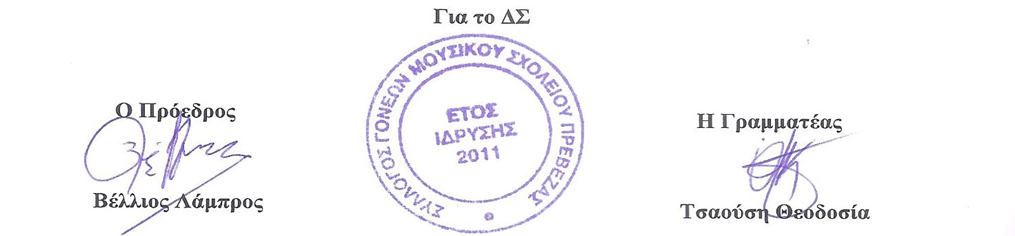 Για το ΔΣ
ΣΥΛΛΟΓΟΣ ΓΟΝΕΩΝ ΜΟΥΣΙΚΟΥ ΣΧΟΛΕΙΟΥ ΠΡΕΒΕΖΑΣ
ΕΤΟΣ
ΙΔΡΥΣΗΣ
2011
Ο Πρόεδρος
Βέλλιος Λάμπρος
Η Γραμματέας
Τσαούση Θεοδοσία